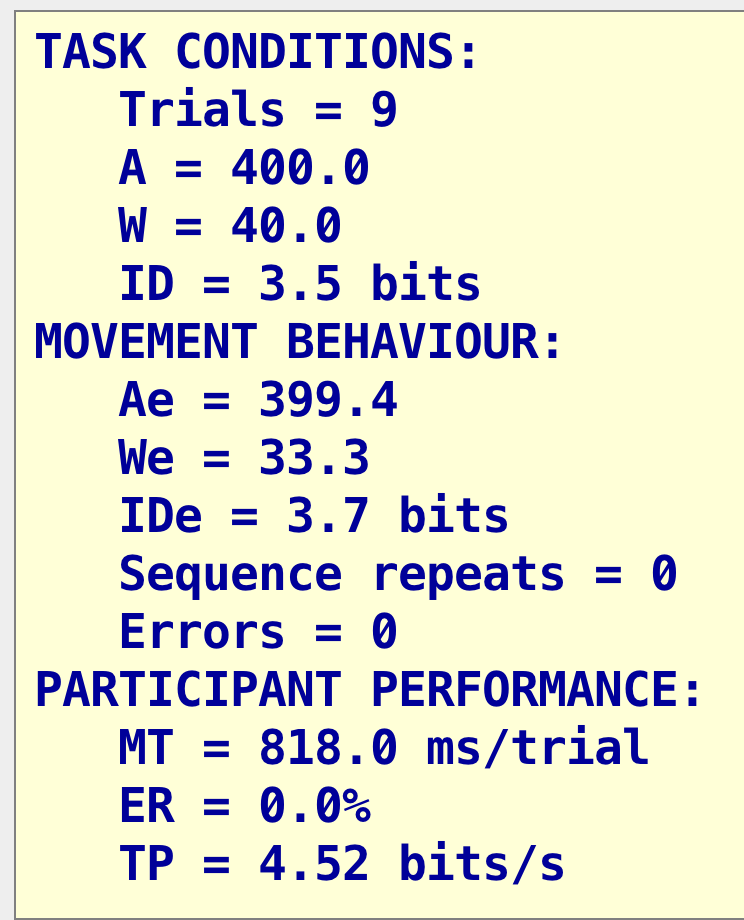 TASK CONDITIONS:
Trials = 9
A = 400.0
W = 40.0
ID = 3.5 bits
MOVEMENT BEHAVIOUR:
Ae = 399.4
We = 33.3
IDe = 3.7 bits
Sequence repeats = 0
Errors = 0
PARTICIPANT PERFORMANCE:
MT = 818.0 ms/trial
ER = 0.0%
TP = 4.52 bits/s